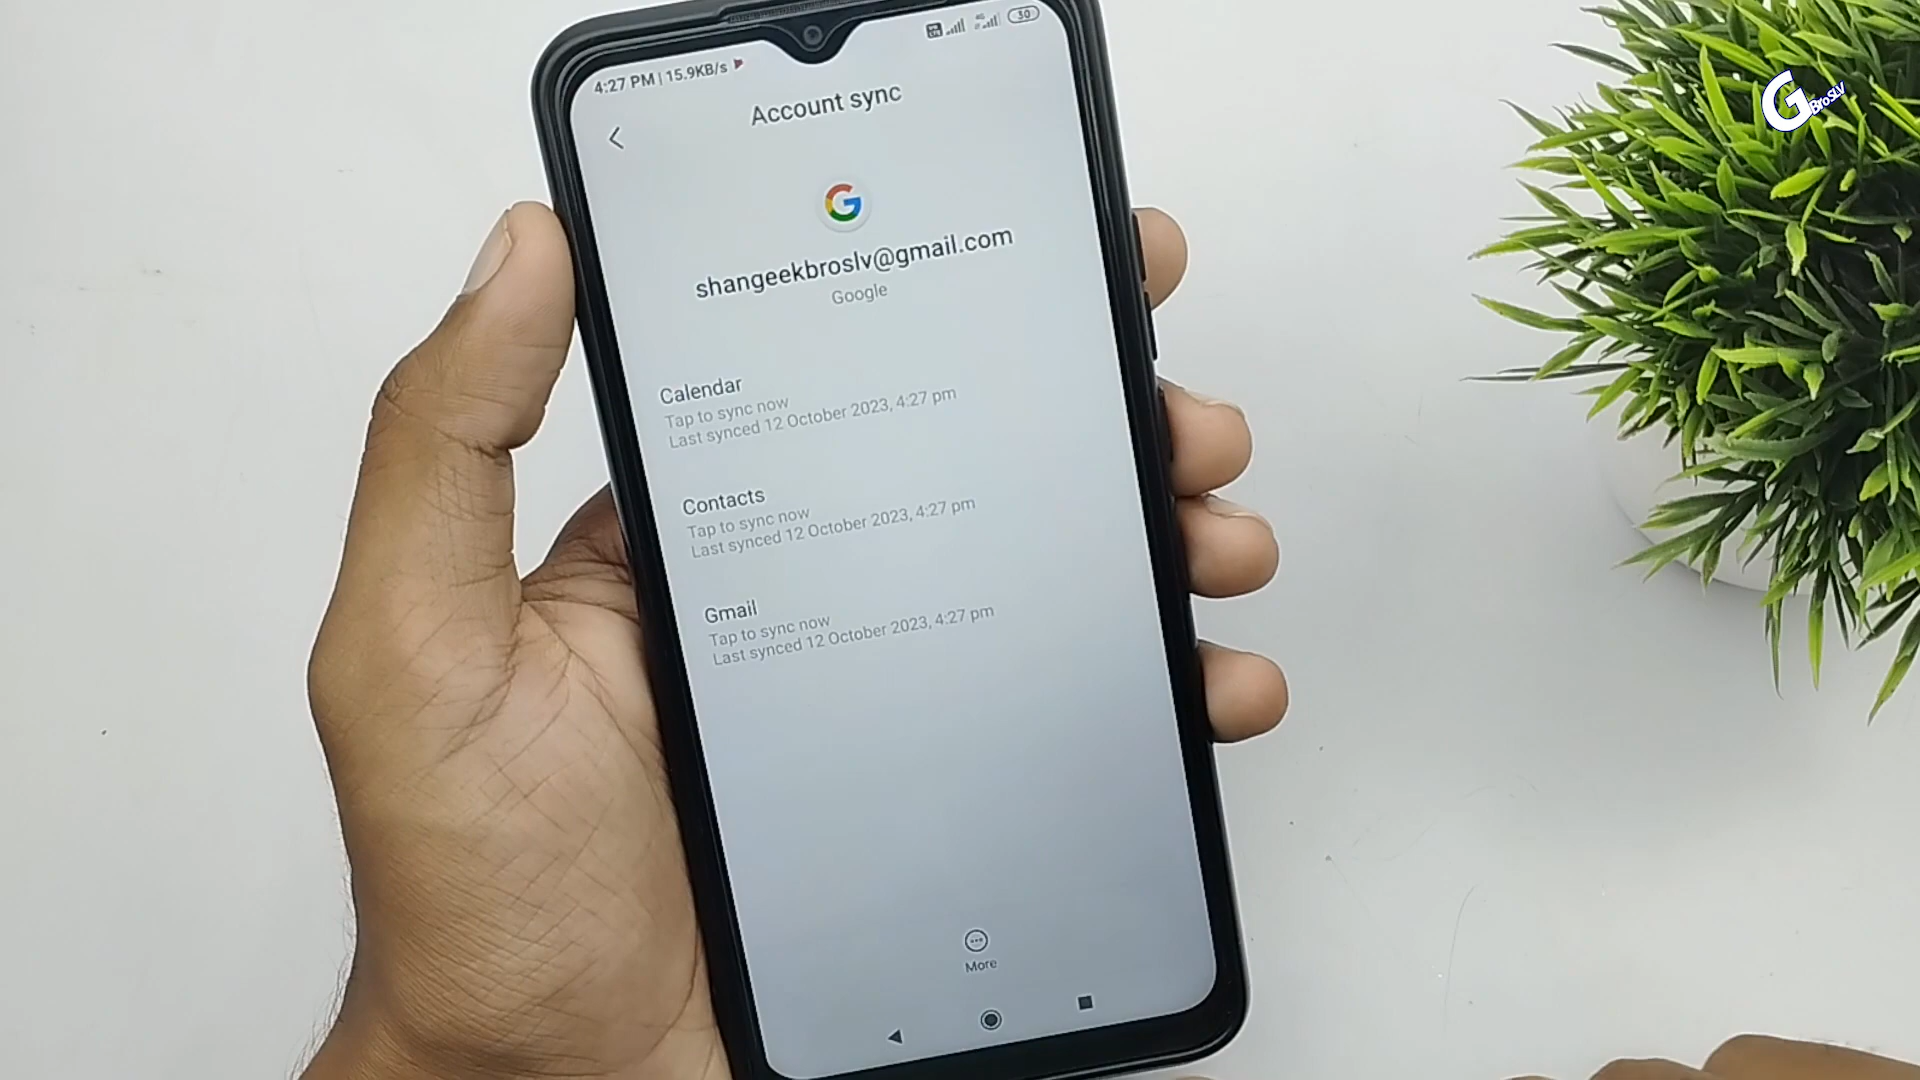 4:27 PM | 15.9KB/s
30
Account sync
G BroSLV
shangeekbroslv@gmail.com
Google
Calendar
Tap to sync now
Last synced 12 October 2023, 4:27 pm
Contacts
Tap to sync now
Last synced 12 October 2023, 4:27 pm
Gmail
Tap to sync now
Last synced 12 October 2023, 4:27 pm
More